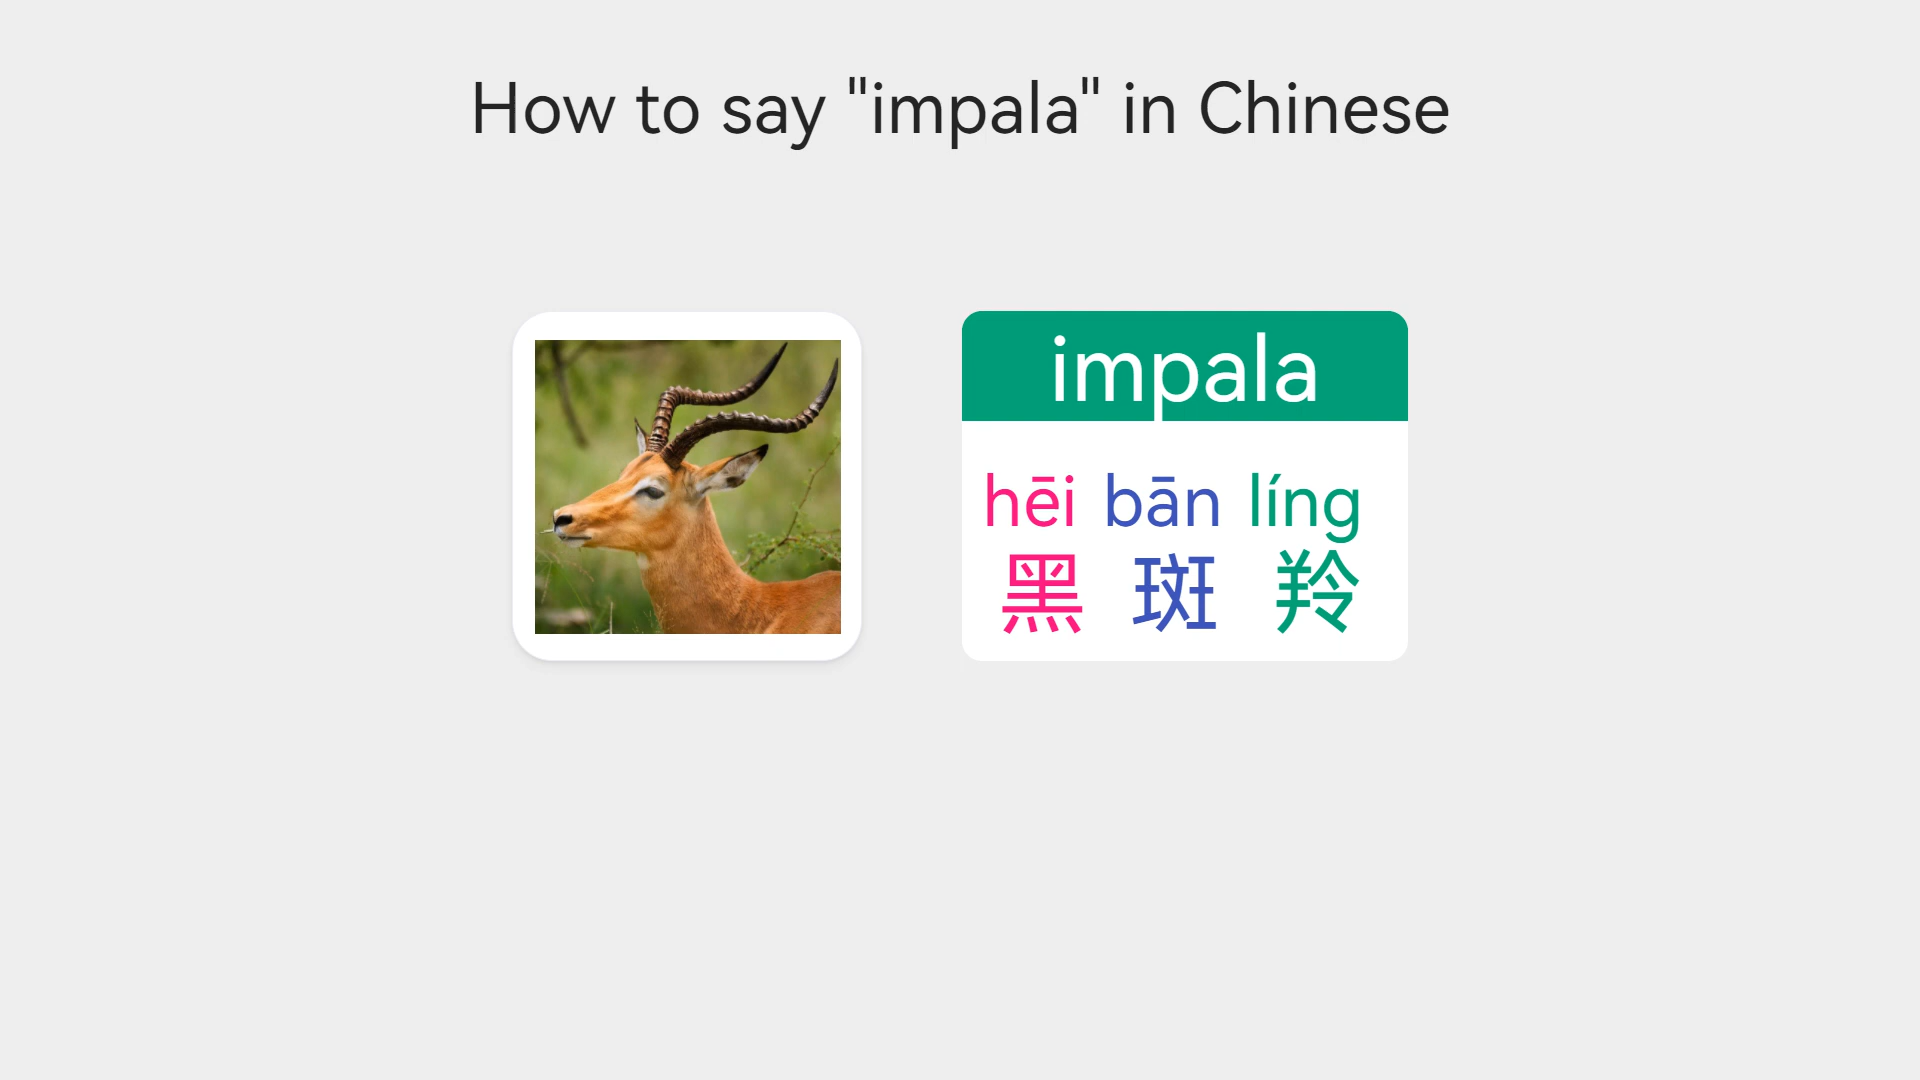 How to say "impala" in Chinese
impala
hēi bān líng
黑 斑 羚